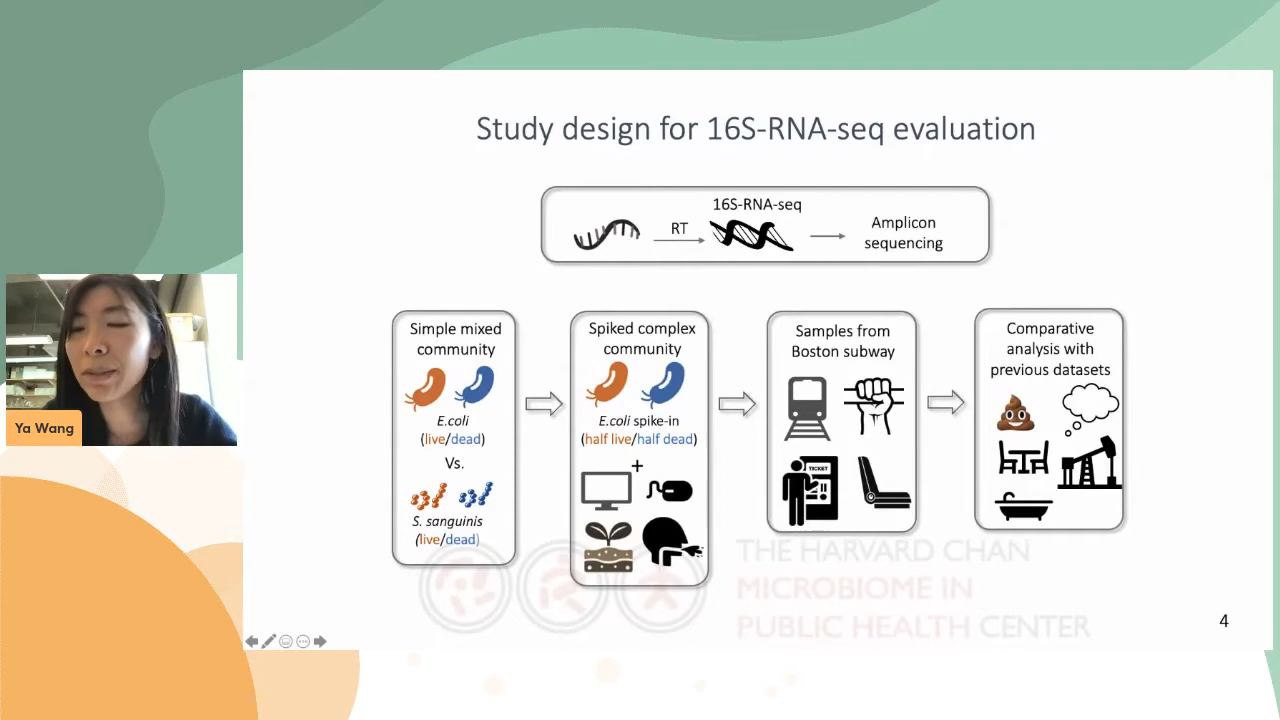 Study design for 16S-RNA-seq evaluation
16S-RNA-seq
RT
Amplicon
sequencing
Simple mixed
community
E.coli
(live/dead)
Vs.
S. sanguinis
(live/dead)
Spiked complex
community
E.coli spike-in
(half live/half dead)
+
Samples from
Boston subway
TICKET
Comparative
analysis with
previous datasets
Ya Wang
THE HARVARD CHAN
MICROBIOME IN
PUBLIC HEALTH CENTER
4